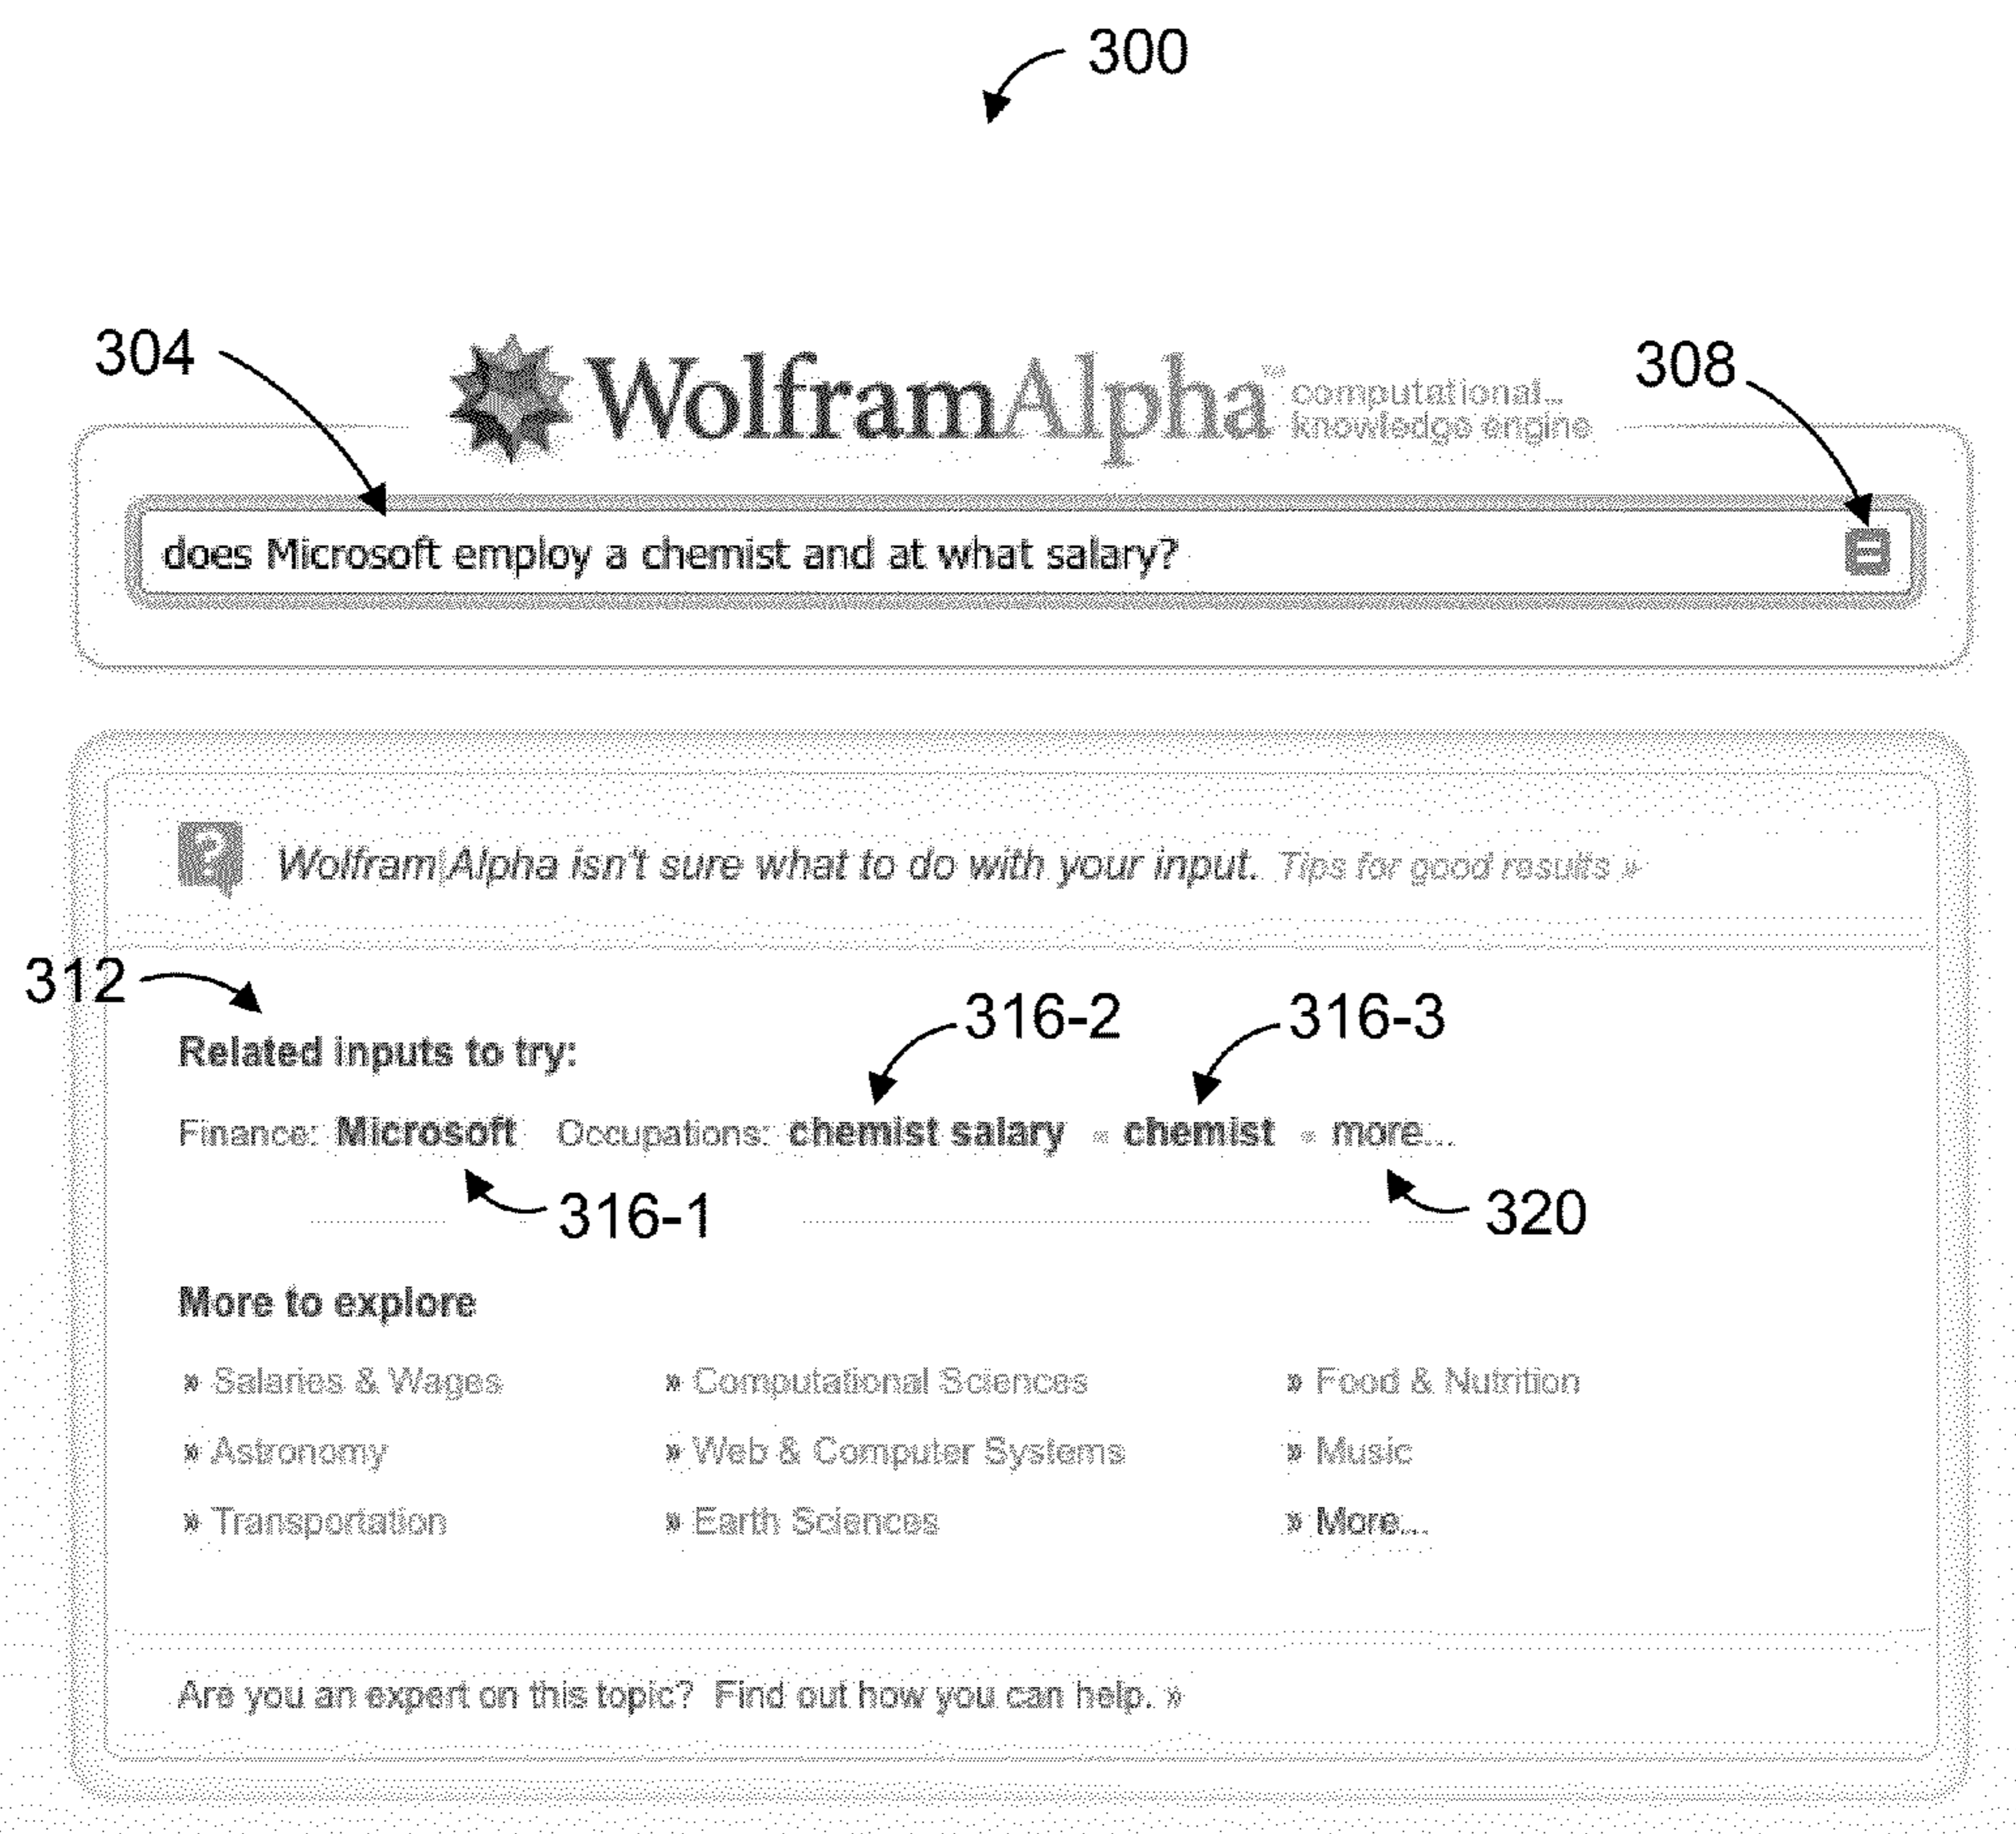 300
304
308
WolframAlpha™ computational...
knowledge engine
does Microsoft employ a chemist and at what salary?
Wolfram|Alpha isn't sure what to do with your input. Tips for good results »
312
316-2
316-3
Related inputs to try:
Finance: Microsoft Occupations: chemist salary chemist more...
316-1
320
More to explore
» Salaries & Wages » Computational Sciences » Food & Nutrition
» Astronomy » Web & Computer Systems » Music
» Transportation » Earth Sciences » More...
Are you an expert on this topic? Find out how you can help. »